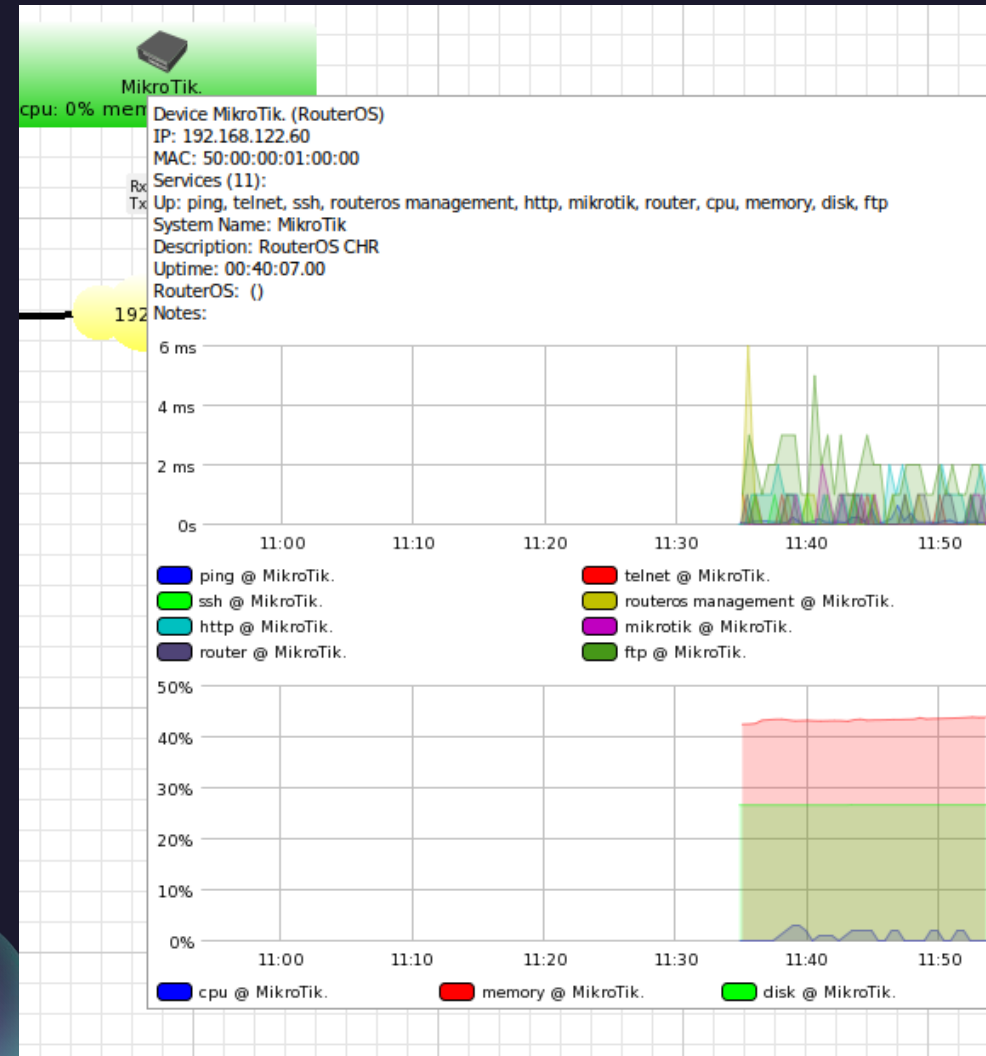 MikroTik.
cpu: 0% mem
Device MikroTik. (RouterOS)
IP: 192.168.122.60
MAC: 50:00:00:01:00:00
Services (11):
Up: ping, telnet, ssh, routeros management, http, mikrotik, router, cpu, memory, disk, ftp
System Name: MikroTik
Description: RouterOS CHR
Uptime: 00:40:07.00
RouterOS: ()
Notes:
Rx
Tx
192
6 ms
4 ms
2 ms
0s
11:00 11:10 11:20 11:30 11:40 11:50
ping @ MikroTik. telnet @ MikroTik.
ssh @ MikroTik. routeros management @ MikroTik.
http @ MikroTik. mikrotik @ MikroTik.
router @ MikroTik. ftp @ MikroTik.
50%
40%
30%
20%
10%
0%
11:00 11:10 11:20 11:30 11:40 11:50
cpu @ MikroTik. memory @ MikroTik. disk @ MikroTik.